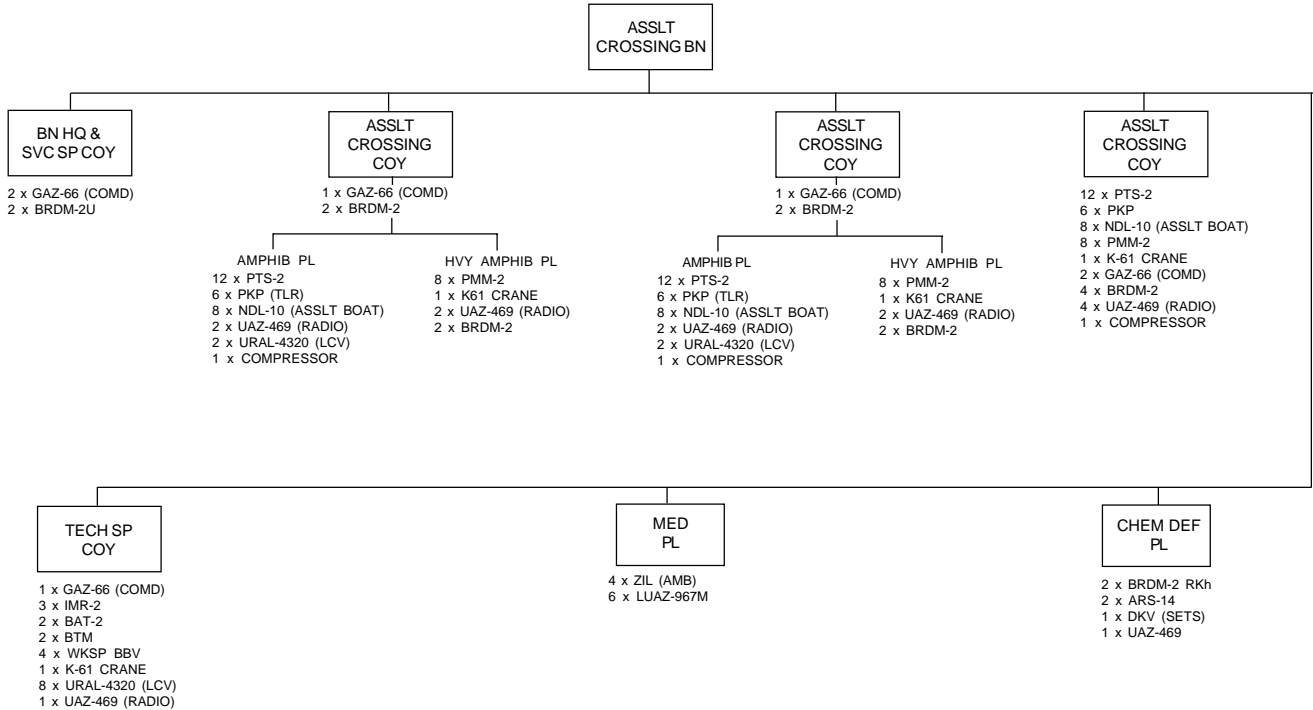 ASSLT
CROSSING BN
BN HQ &
SVC SP COY
2 x GAZ-66 (COMD)
2 x BRDM-2U
ASSLT
CROSSING
COY
1 x GAZ-66 (COMD)
2 x BRDM-2
AMPHIB PL
12 x PTS-2
6 x PKP (TLR)
8 x NDL-10 (ASSLT BOAT)
2 x UAZ-469 (RADIO)
2 x URAL-4320 (LCV)
1 x COMPRESSOR
HVY AMPHIB PL
8 x PMM-2
1 x K61 CRANE
2 x UAZ-469 (RADIO)
2 x BRDM-2
ASSLT
CROSSING
COY
1 x GAZ-66 (COMD)
2 x BRDM-2
AMPHIB PL
12 x PTS-2
6 x PKP (TLR)
8 x NDL-10 (ASSLT BOAT)
2 x UAZ-469 (RADIO)
2 x URAL-4320 (LCV)
1 x COMPRESSOR
HVY AMPHIB PL
8 x PMM-2
1 x K61 CRANE
2 x UAZ-469 (RADIO)
2 x BRDM-2
ASSLT
CROSSING
COY
12 x PTS-2
6 x PKP
8 x NDL-10 (ASSLT BOAT)
8 x PMM-2
1 x K-61 CRANE
2 x GAZ-66 (COMD)
4 x BRDM-2
4 x UAZ-469 (RADIO)
1 x COMPRESSOR
TECH SP
COY
1 x GAZ-66 (COMD)
3 x IMR-2
2 x BAT-2
2 x BTM
4 x WKSP BBV
1 x K-61 CRANE
8 x URAL-4320 (LCV)
1 x UAZ-469 (RADIO)
MED
PL
4 x ZIL (AMB)
6 x LUAZ-967M
CHEM DEF
PL
2 x BRDM-2 RKh
2 x ARS-14
1 x DKV (SETS)
1 x UAZ-469